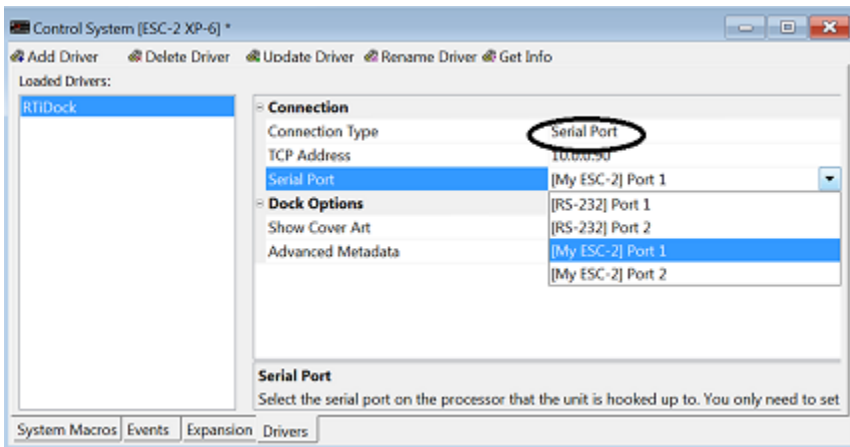 Control System [ESC-2 XP-6] *
Add Driver Delete Driver Update Driver Rename Driver Get Info
Loaded Drivers:
RTiDock
Connection
Connection Type Serial Port
TCP Address 10.0.0.90
Serial Port [My ESC-2] Port 1
Dock Options [RS-232] Port 1
Show Cover Art [RS-232] Port 2
Advanced Metadata [My ESC-2] Port 1
[My ESC-2] Port 2
Serial Port
Select the serial port on the processor that the unit is hooked up to. You only need to set
System Macros Events Expansion Drivers